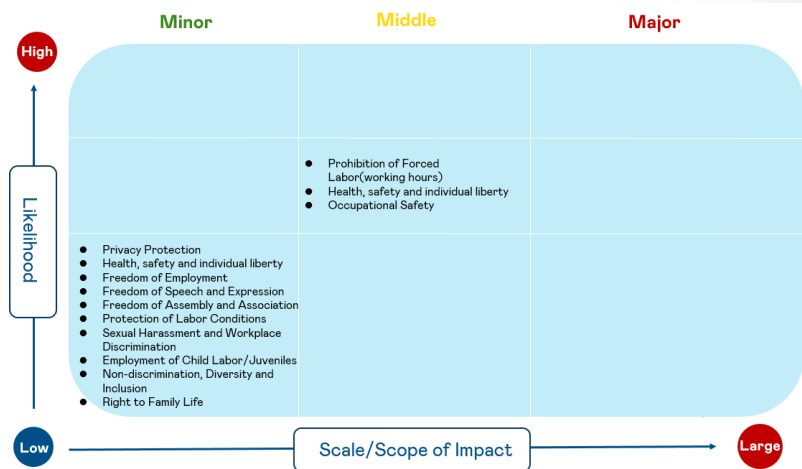 Minor
Middle
Major
High
Likelihood
● Prohibition of Forced
Labor(working hours)
● Health, safety and individual liberty
● Occupational Safety
● Privacy Protection
● Health, safety and individual liberty
● Freedom of Employment
● Freedom of Speech and Expression
● Freedom of Assembly and Association
● Protection of Labor Conditions
● Sexual Harassment and Workplace
Discrimination
● Employment of Child Labor/Juveniles
● Non-discrimination, Diversity and
Inclusion
● Right to Family Life
Low
Scale/Scope of Impact
Large